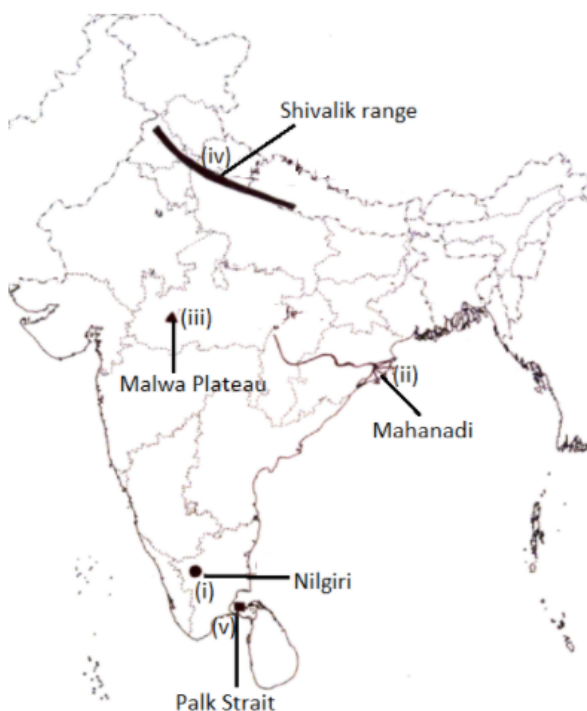 Shivalik range
(iv)
(iii)
Malwa Plateau
(ii)
Mahanadi
(i)
Nilgiri
(v)
Palk Strait